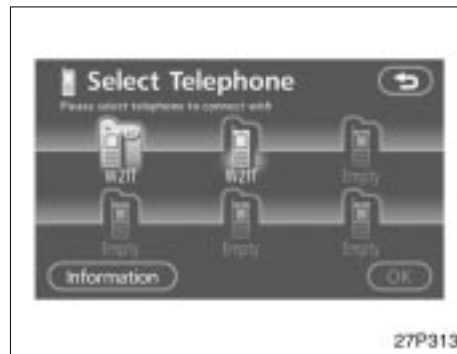 Select Telephone
Please select telephone to connect with
W21T W21T Empty
Empty Empty Empty
Information OK
27P313